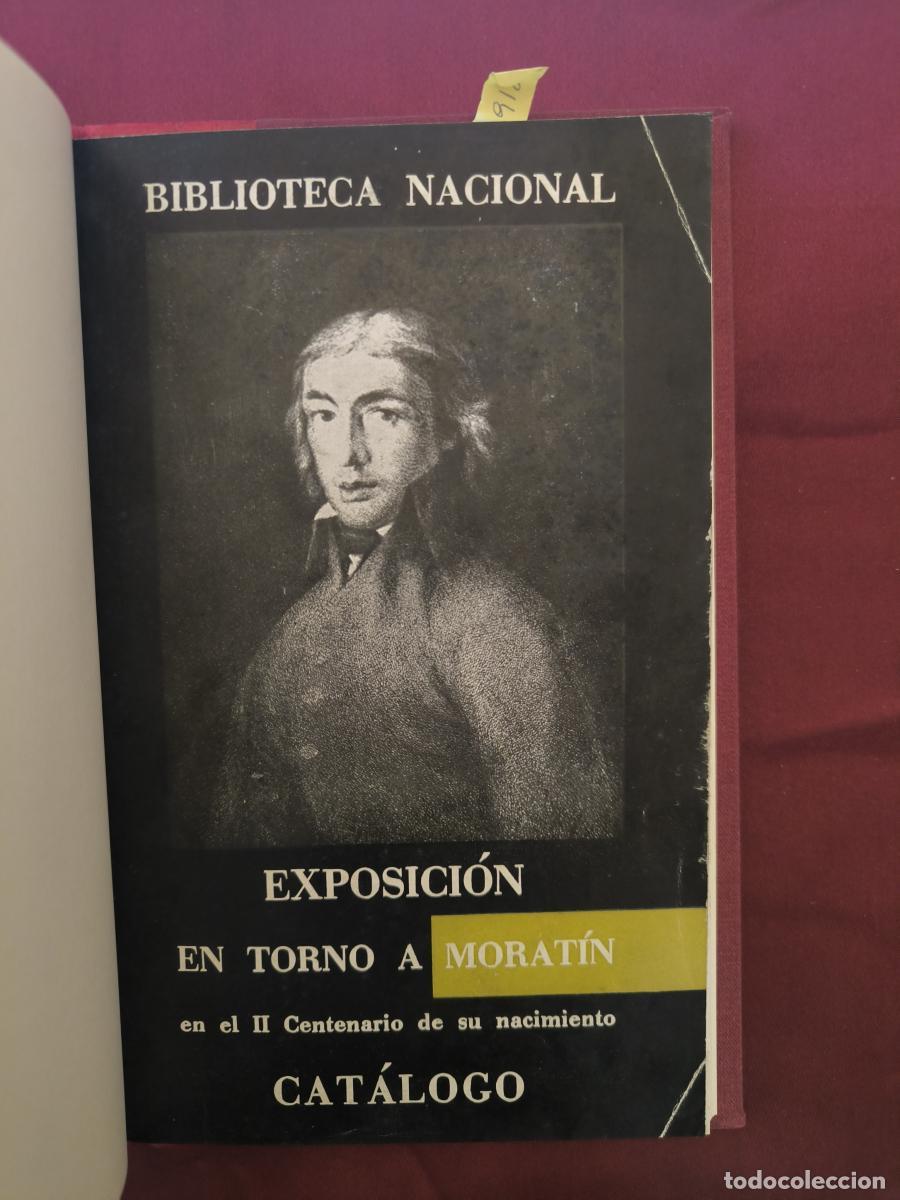 BIBLIOTECA NACIONAL
EXPOSICIÓN
EN TORNO A MORATÍN
en el II Centenario de su nacimiento
CATÁLOGO
todocoleccion